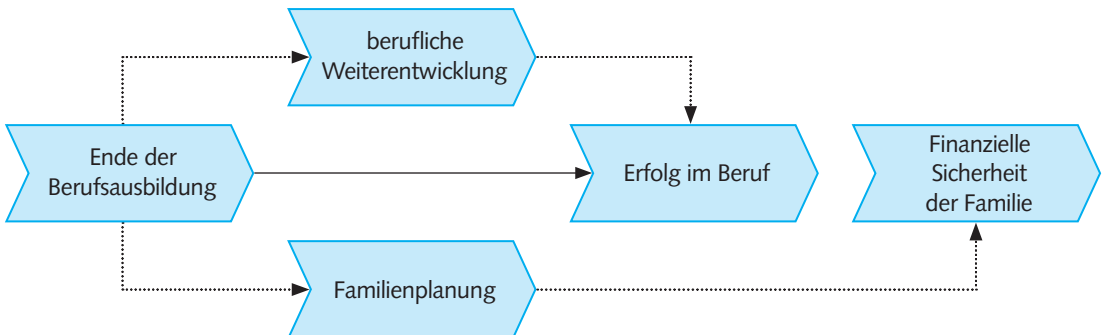 berufliche
Weiterentwicklung
Ende der
Berufsausbildung
Erfolg im Beruf
Finanzielle
Sicherheit
der Familie
Familienplanung